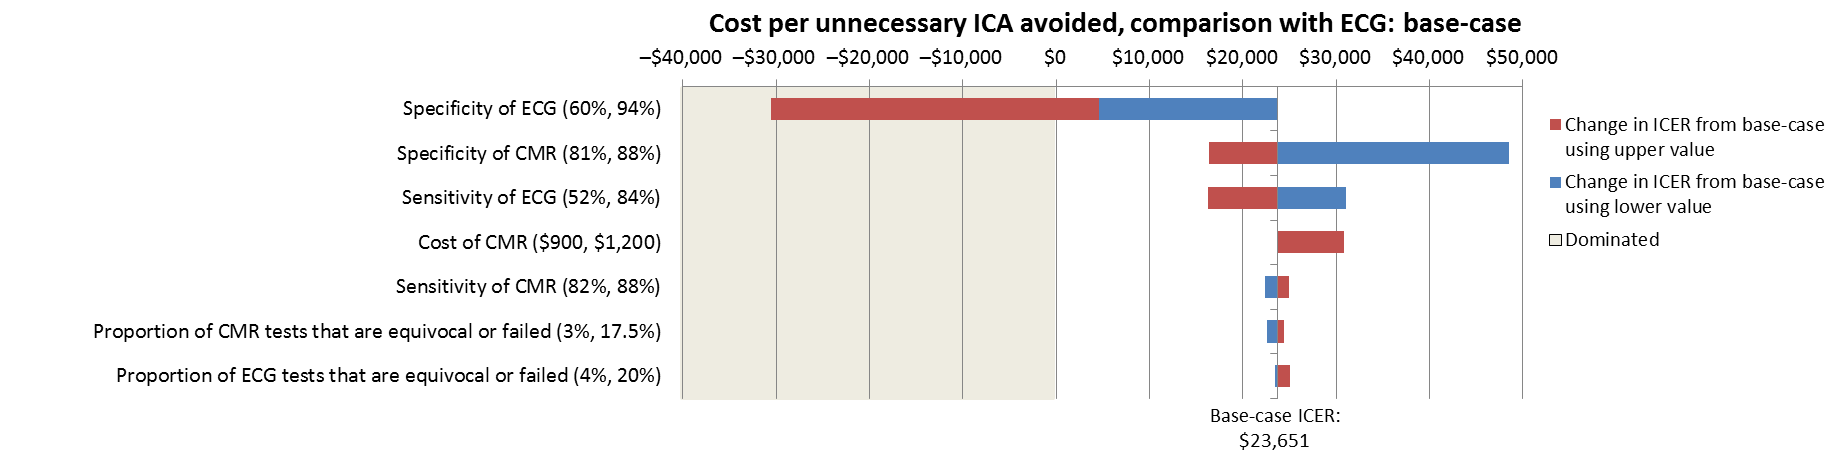 Cost per unnecessary ICA avoided, comparison with ECG: base-case
–$40,000 –$30,000 –$20,000 –$10,000 $0 $10,000 $20,000 $30,000 $40,000 $50,000
Specificity of ECG (60%, 94%)
Specificity of CMR (81%, 88%)
Sensitivity of ECG (52%, 84%)
Cost of CMR ($900, $1,200)
Sensitivity of CMR (82%, 88%)
Proportion of CMR tests that are equivocal or failed (3%, 17.5%)
Proportion of ECG tests that are equivocal or failed (4%, 20%)
Change in ICER from base-case
using upper value
Change in ICER from base-case
using lower value
Dominated
Base-case ICER:
$23,651